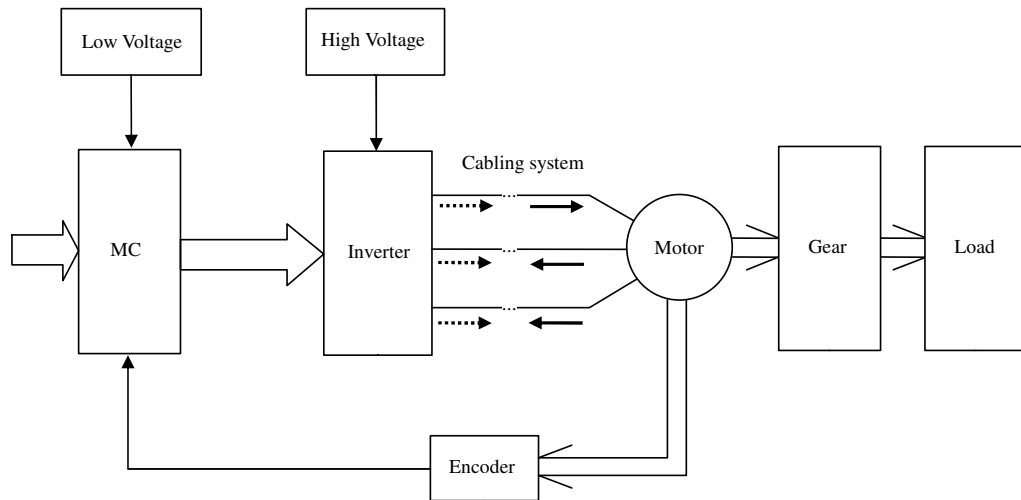 Low Voltage
High Voltage
Cabling system
MC
Inverter
Motor
Gear
Load
Encoder